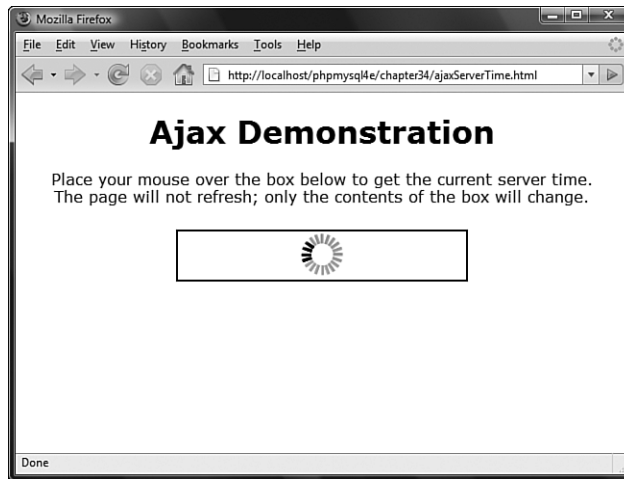 Mozilla Firefox
File Edit View History Bookmarks Tools Help
http://localhost/phpmysql4e/chapter34/ajaxServerTime.html
Ajax Demonstration
Place your mouse over the box below to get the current server time.
The page will not refresh; only the contents of the box will change.
Done